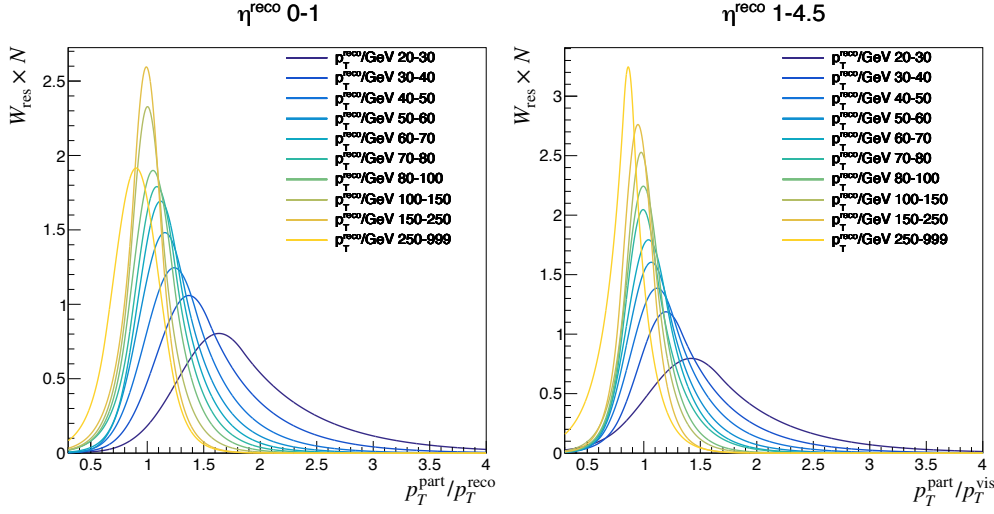 η^reco 0-1
W_res × N
p_T^reco/GeV 20-30
p_T^reco/GeV 30-40
p_T^reco/GeV 40-50
p_T^reco/GeV 50-60
p_T^reco/GeV 60-70
p_T^reco/GeV 70-80
p_T^reco/GeV 80-100
p_T^reco/GeV 100-150
p_T^reco/GeV 150-250
p_T^reco/GeV 250-999
2.5
2
1.5
1
0.5
0
0.5 1 1.5 2 2.5 3 3.5 4
p_T^part/p_T^reco
η^reco 1-4.5
W_res × N
p_T^reco/GeV 20-30
p_T^reco/GeV 30-40
p_T^reco/GeV 40-50
p_T^reco/GeV 50-60
p_T^reco/GeV 60-70
p_T^reco/GeV 70-80
p_T^reco/GeV 80-100
p_T^reco/GeV 100-150
p_T^reco/GeV 150-250
p_T^reco/GeV 250-999
3
2.5
2
1.5
1
0.5
0
0.5 1 1.5 2 2.5 3 3.5 4
p_T^part/p_T^vis